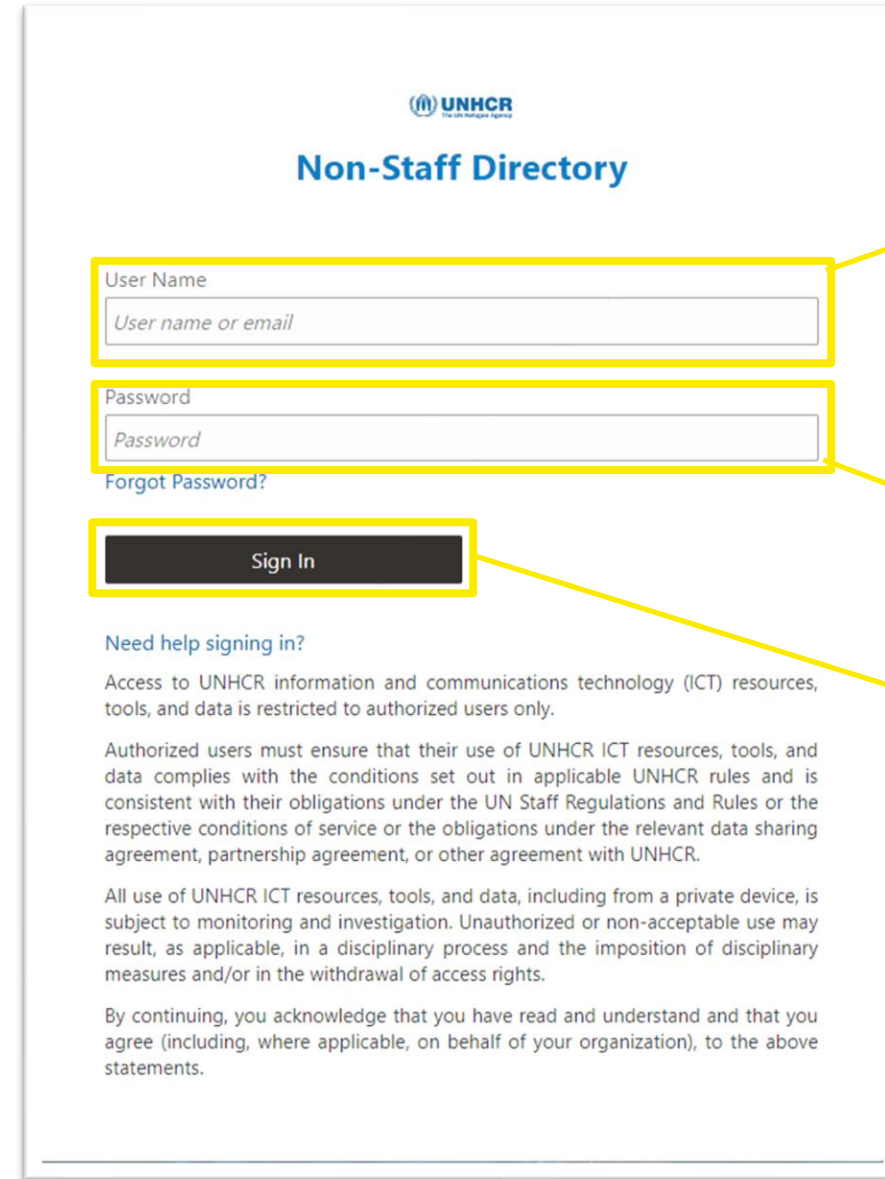 UNHCR
The UN Refugee Agency
Non-Staff Directory
User Name
User name or email
Password
Password
Forgot Password?
Sign In
Need help signing in?
Access to UNHCR information and communications technology (ICT) resources,
tools, and data is restricted to authorized users only.
Authorized users must ensure that their use of UNHCR ICT resources, tools, and
data complies with the conditions set out in applicable UNHCR rules and is
consistent with their obligations under the UN Staff Regulations and Rules or the
respective conditions of service or the obligations under the relevant data sharing
agreement, partnership agreement, or other agreement with UNHCR.
All use of UNHCR ICT resources, tools, and data, including from a private device, is
subject to monitoring and investigation. Unauthorized or non-acceptable use may
result, as applicable, in a disciplinary process and the imposition of disciplinary
measures and/or in the withdrawal of access rights.
By continuing, you acknowledge that you have read and understand and that you
agree (including, where applicable, on behalf of your organization), to the above
statements.